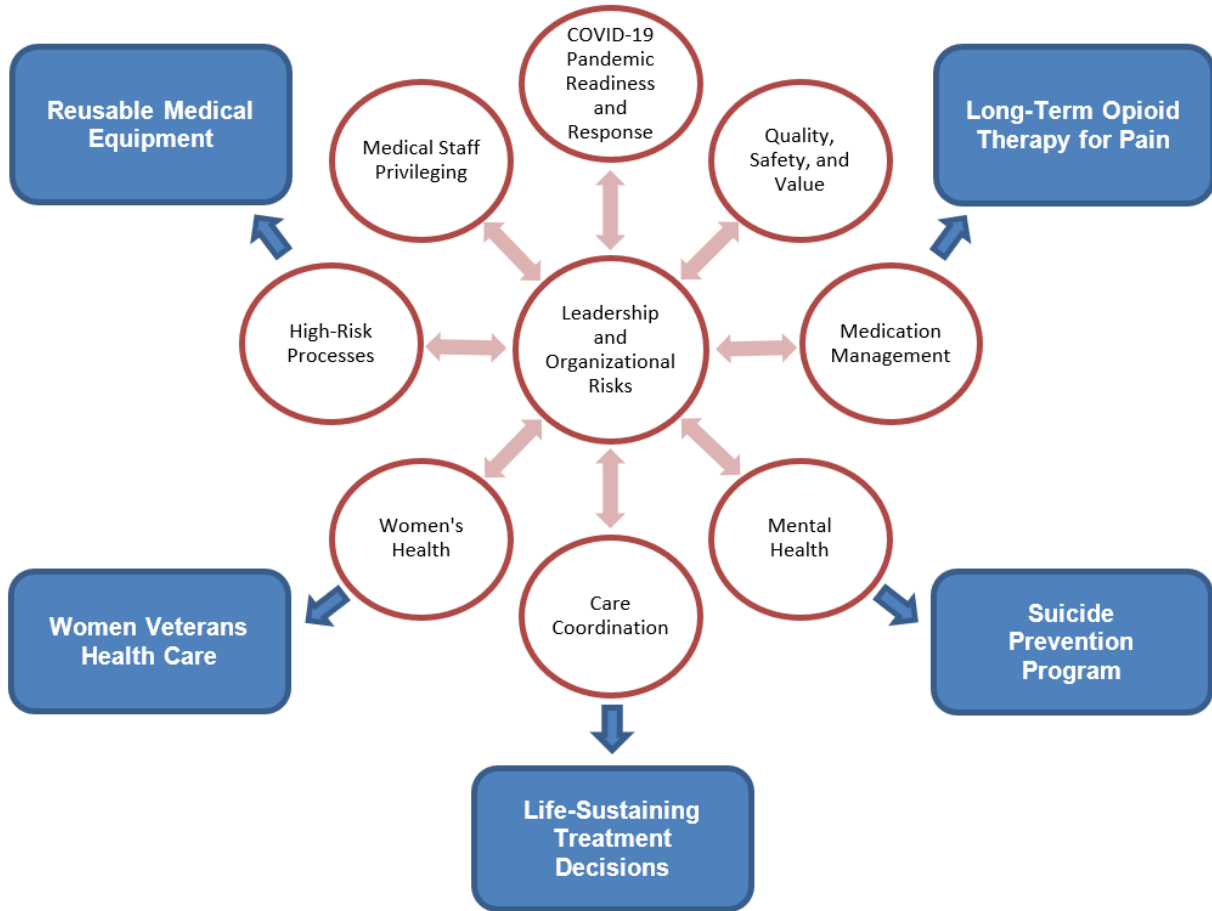 COVID-19
Pandemic
Readiness
and
Response
Reusable Medical
Equipment
Medical Staff
Privileging
Quality,
Safety, and
Value
Long-Term Opioid
Therapy for Pain
High-Risk
Processes
Leadership
and
Organizational
Risks
Medication
Management
Women's
Health
Care
Coordination
Mental
Health
Women Veterans
Health Care
Suicide
Prevention
Program
Life-Sustaining
Treatment
Decisions